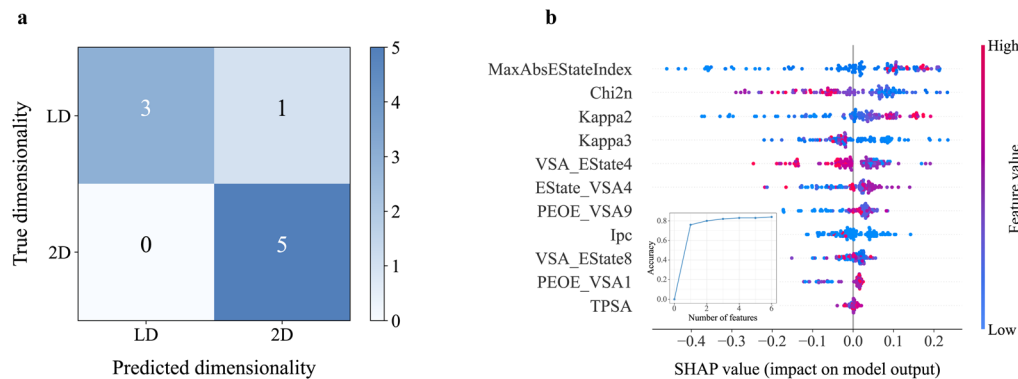 a
True dimensionality
LD
2D
3
1
0
5
LD
2D
Predicted dimensionality
5
4
3
2
1
0
b
MaxAbsEStateIndex
Chi2n
Kappa2
Kappa3
VSA_EState4
EState_VSA4
PEOE_VSA9
Ipc
VSA_EState8
PEOE_VSA1
TPSA
Accuracy
0.8
0.6
0.4
0.2
0.0
0 2 4 6
Number of features
−0.4 −0.3 −0.2 −0.1 0.0 0.1 0.2
SHAP value (impact on model output)
High
Feature value
Low